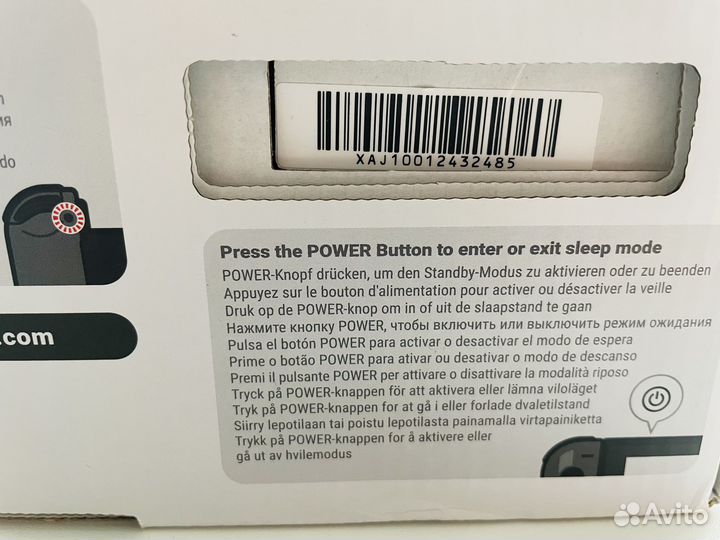 ия
do
.com
XAJ10012432485
Press the POWER Button to enter or exit sleep mode
POWER-Knopf drücken, um den Standby-Modus zu aktivieren oder zu beenden
Appuyez sur le bouton d'alimentation pour activer ou désactiver la veille
Druk op de POWER-knop om in of uit de slaapstand te gaan
Нажмите кнопку POWER, чтобы включить или выключить режим ожидания
Pulsa el botón POWER para activar o desactivar el modo de espera
Prime o botão POWER para ativar ou desativar o modo de descanso
Premi il pulsante POWER per attivare o disattivare la modalità riposo
Tryck på POWER-knappen för att aktivera eller lämna viloläget
Tryk på POWER-knappen for at gå i eller forlade dvaletilstand
Siirry lepotilaan tai poistu lepotilasta painamalla virtapainiketta
Trykk på POWER-knappen for å aktivere eller
gå ut av hvilemodus
Avito